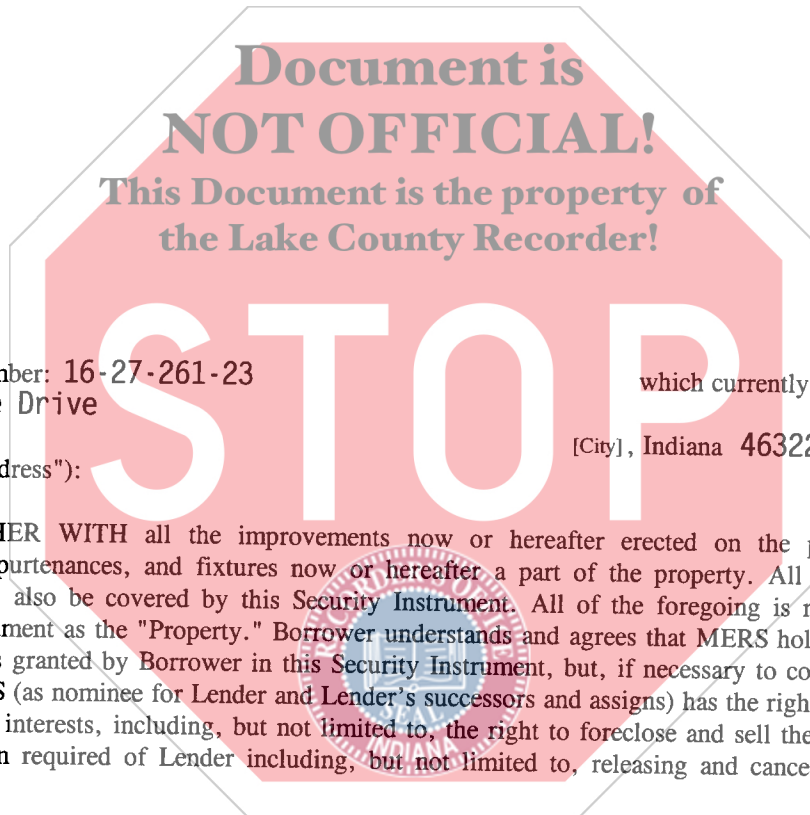 Document is
NOT OFFICIAL!
This Document is the property of
the Lake County Recorder!
STOP
nber: 16-27-261-23 which currently
e Drive
[City], Indiana 46322
dress"):
HER WITH all the improvements now or hereafter erected on the p
purtenances, and fixtures now or hereafter a part of the property. All
also be covered by this Security Instrument. All of the foregoing is r
ment as the "Property." Borrower understands and agrees that MERS hol
s granted by Borrower in this Security Instrument, but, if necessary to co
S (as nominee for Lender and Lender's successors and assigns) has the righ
interests, including, but not limited to, the right to foreclose and sell the
n required of Lender including, but not limited to, releasing and cance
SEAL
INDIANA